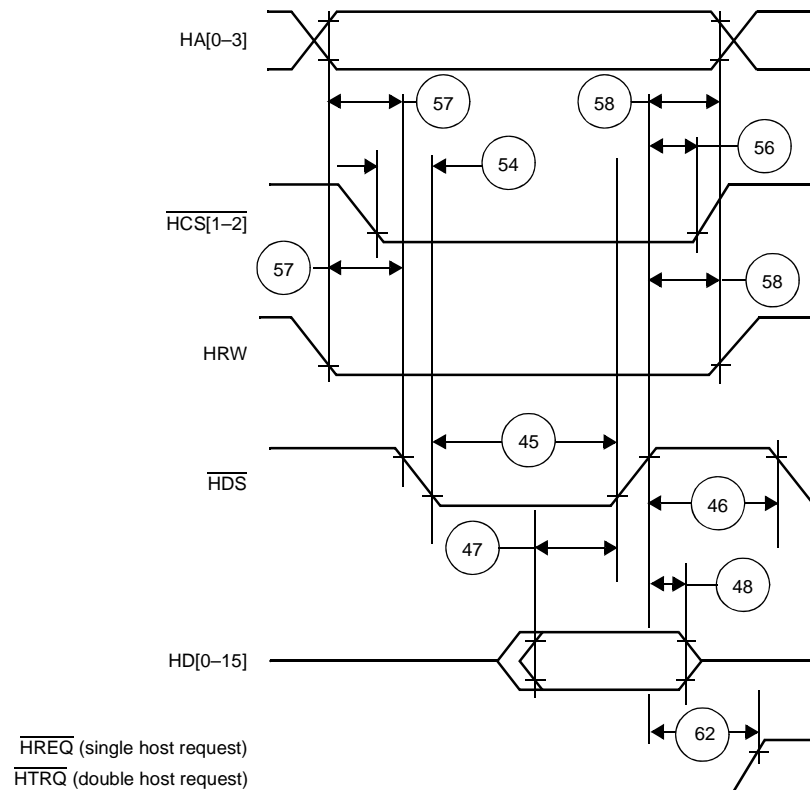 HA[0–3]
57
58
56
54
HCS[1–2]
57
58
HRW
45
HDS
46
47
48
HD[0–15]
62
HREQ (single host request)
HTRQ (double host request)